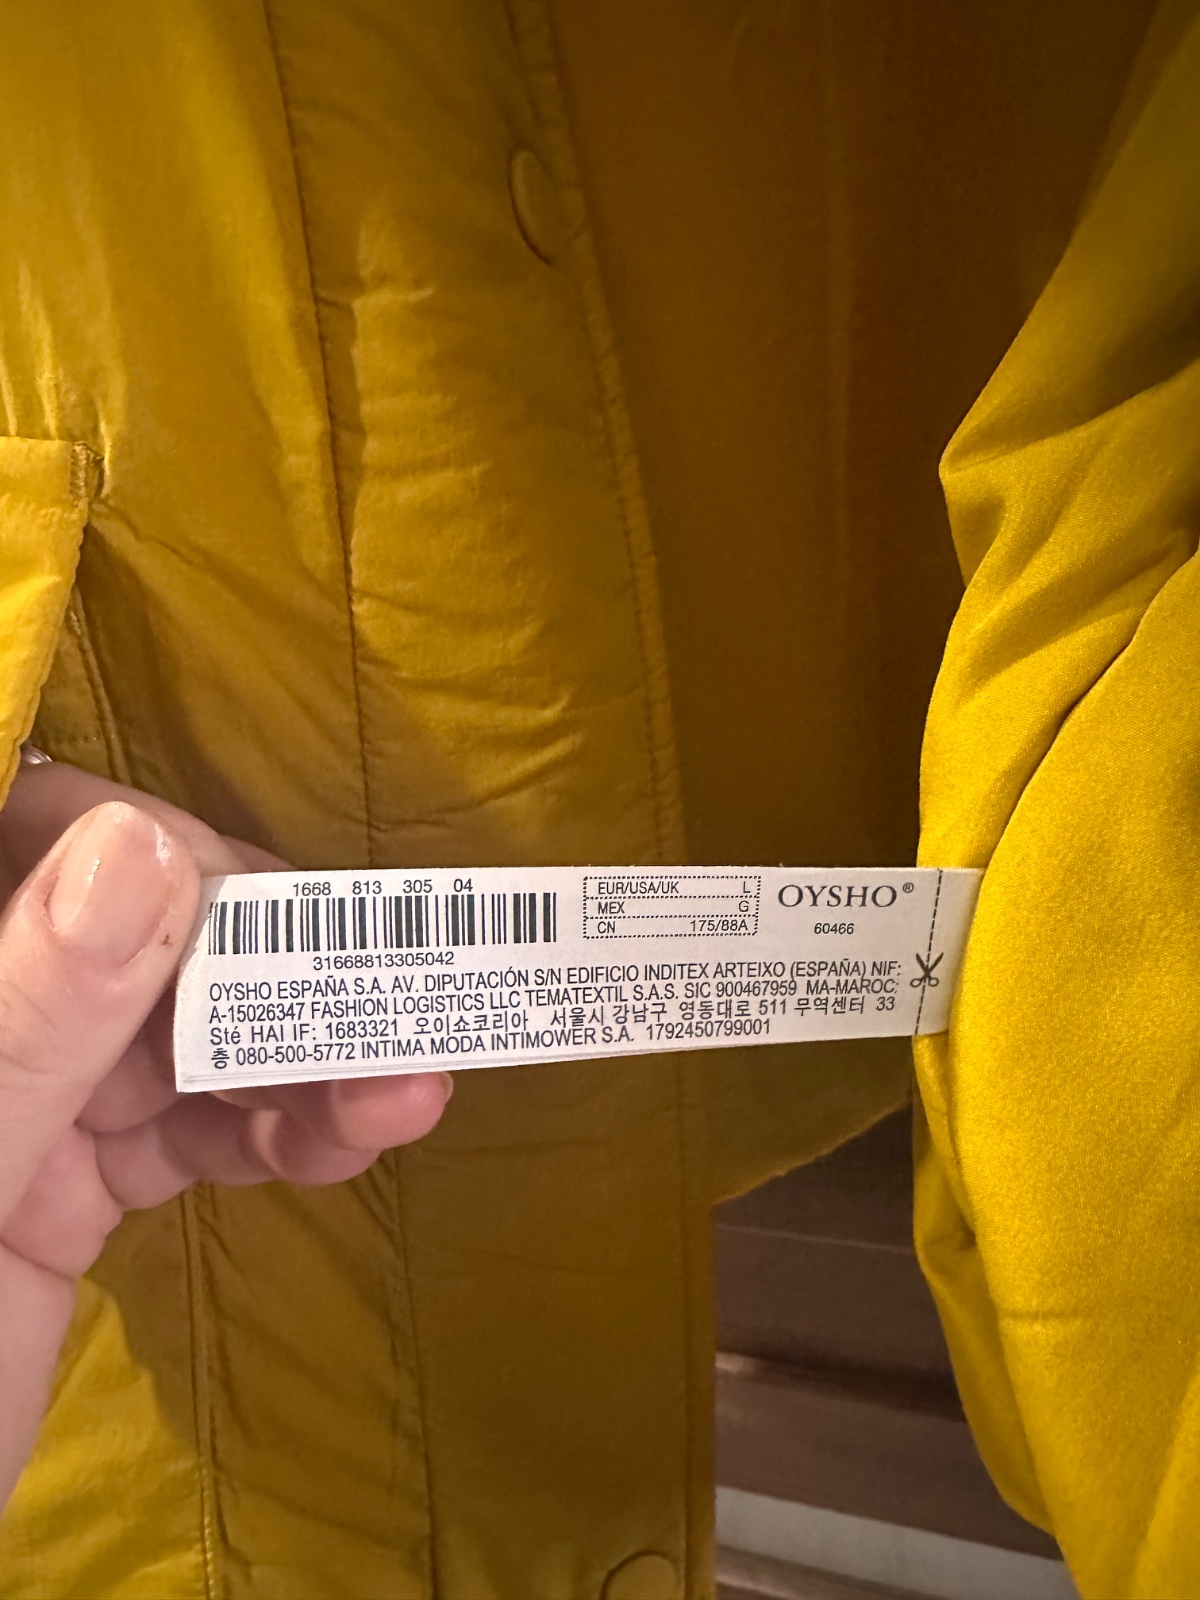 1668 813 305 04
31668813305042
EUR/USA/UK L
MEX G
CN 175/88A
OYSHO®
60466
OYSHO ESPAÑA S.A. AV. DIPUTACIÓN S/N EDIFICIO INDITEX ARTEIXO (ESPAÑA) NIF:
A-15026347 FASHION LOGISTICS LLC TEMATEXTIL S.A.S. SIC 900467959 MA-MAROC:
Sté HAI IF: 1683321 오이쇼코리아 서울시 강남구 영동대로 511 무역센터 33
층 080-500-5772 INTIMA MODA INTIMOWER S.A. 1792450799001